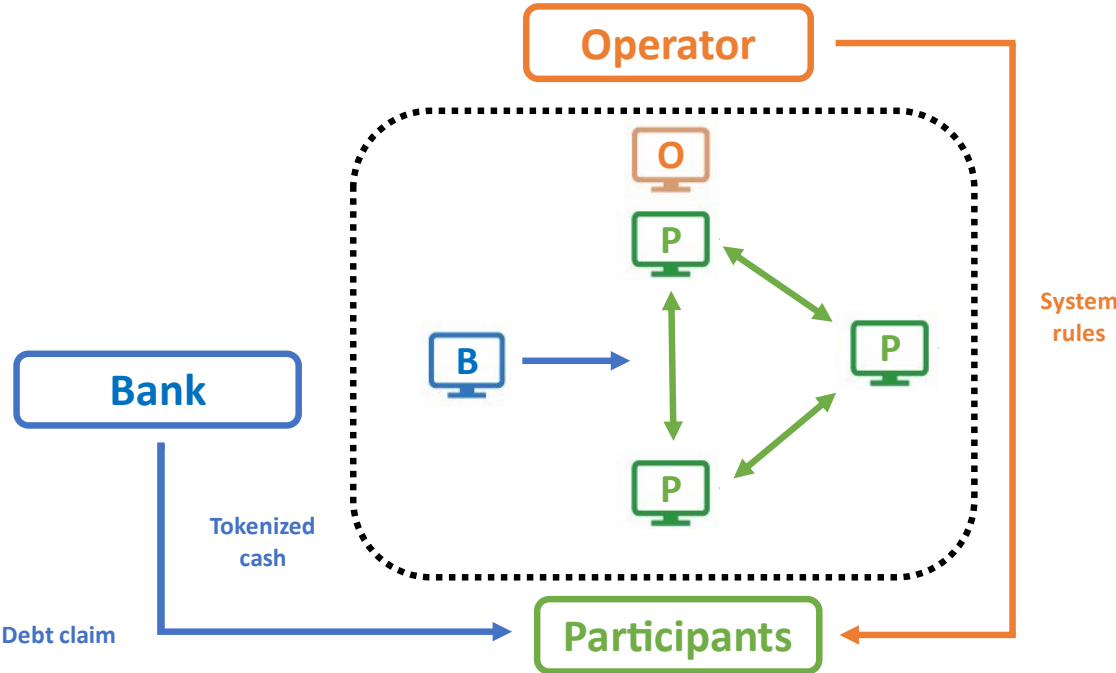 Operator
O
P
System
rules
B
P
Bank
P
Tokenized
cash
Debt claim
Participants